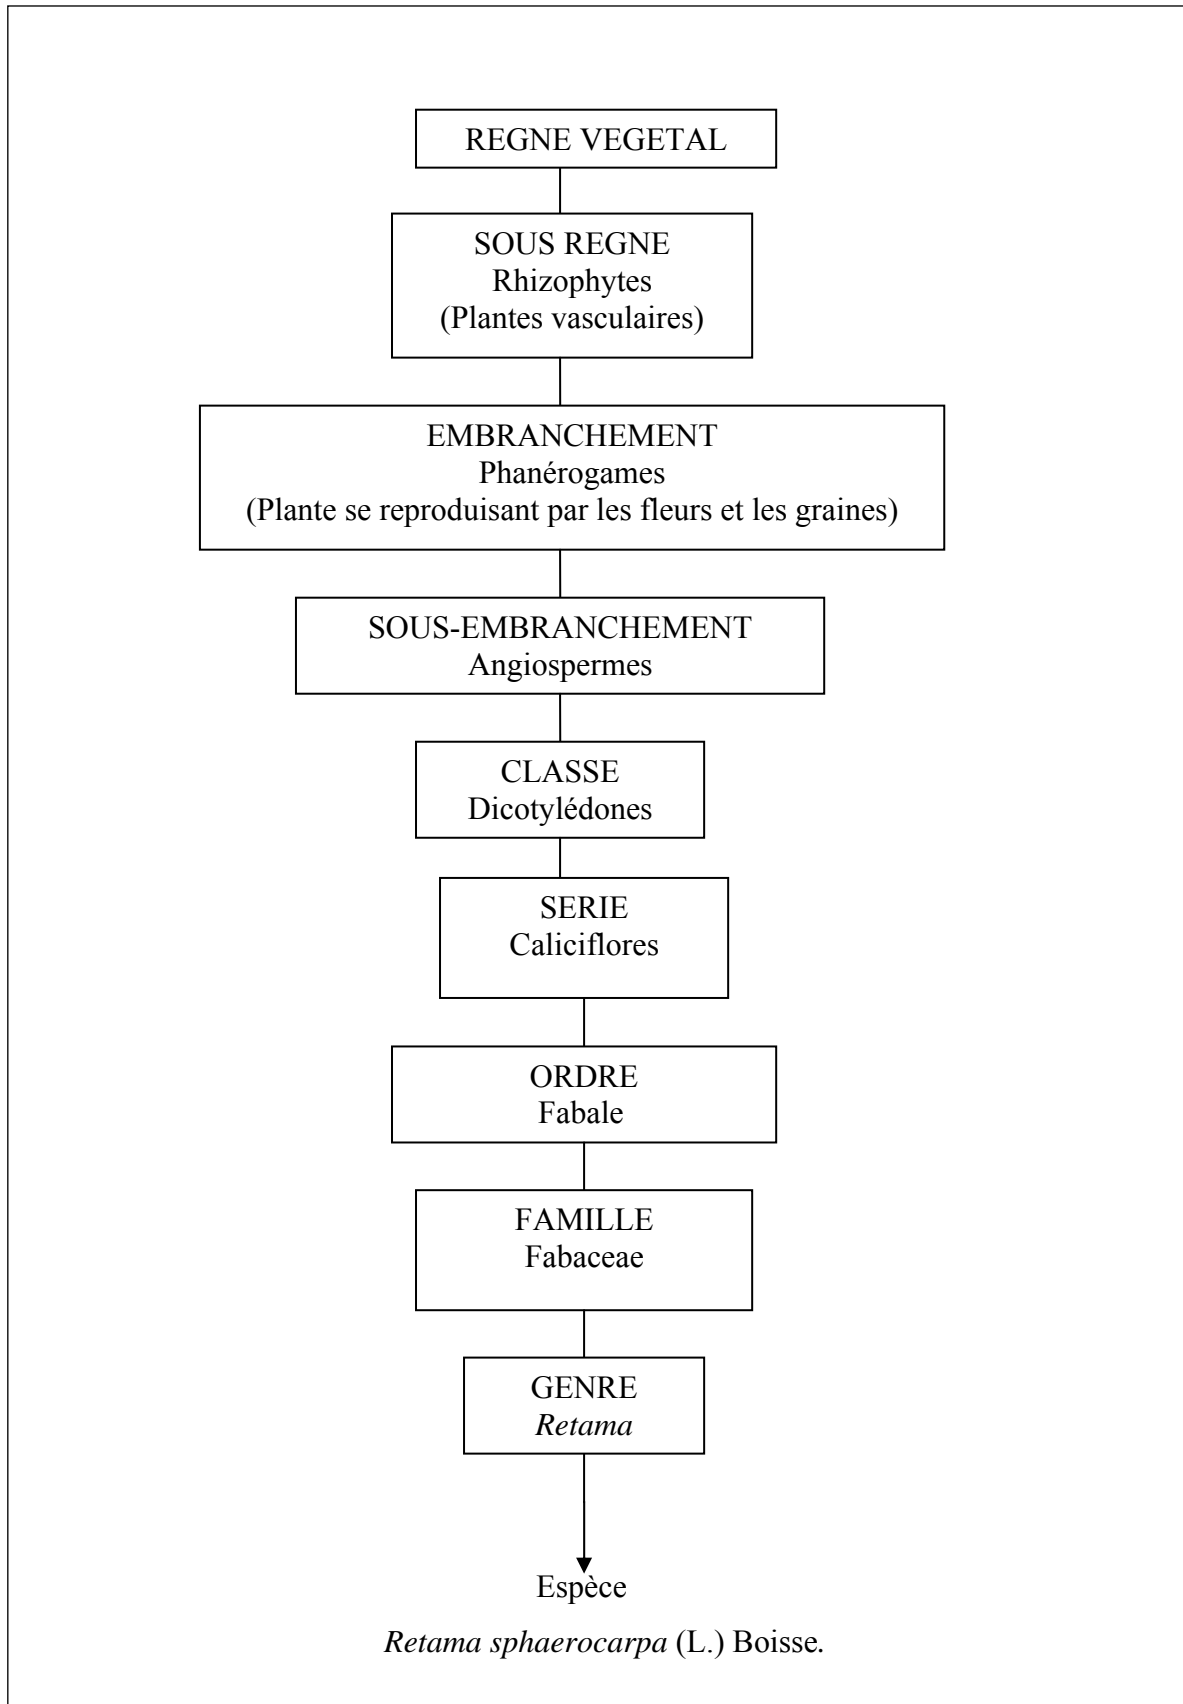 REGNE VEGETAL
SOUS REGNE
Rhizophytes
(Plantes vasculaires)
EMBRANCHEMENT
Phanérogames
(Plante se reproduisant par les fleurs et les graines)
SOUS-EMBRANCHEMENT
Angiospermes
CLASSE
Dicotylédones
SERIE
Caliciflores
ORDRE
Fabale
FAMILLE
Fabaceae
GENRE
Retama
Espèce
Retama sphaerocarpa (L.) Boisse.